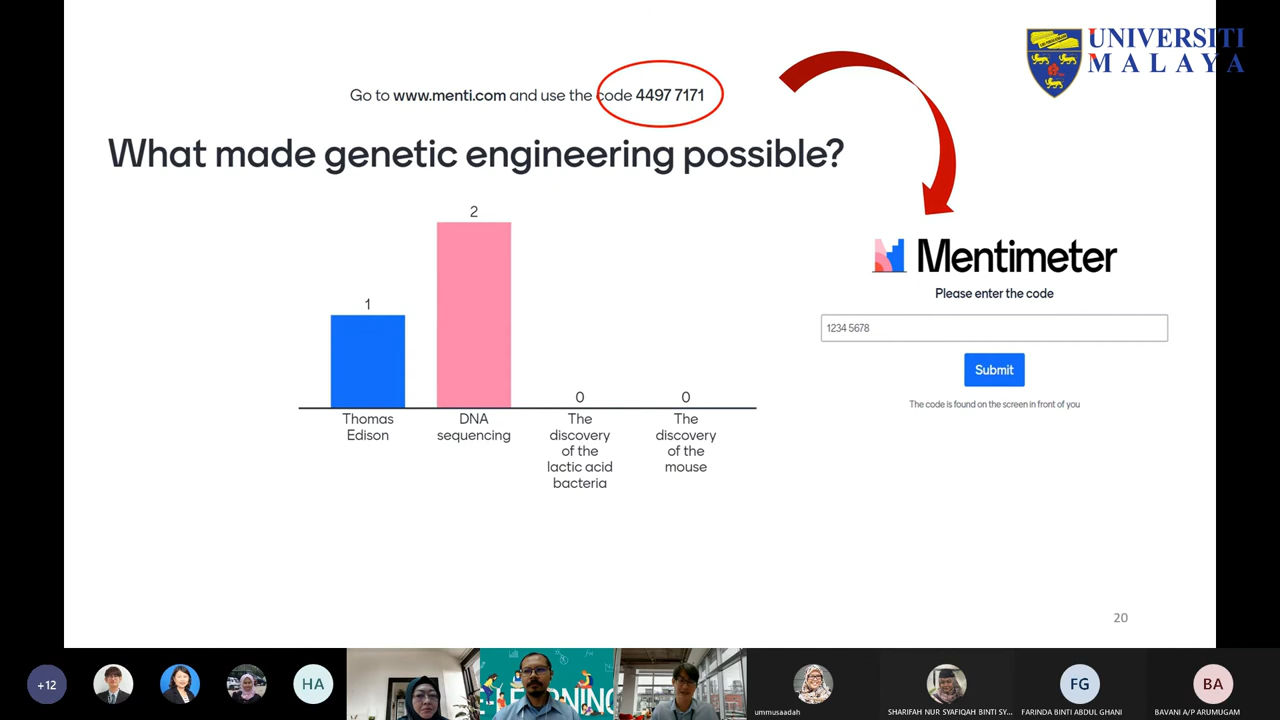 UNIVERSITI
MALAYA
Go to www.menti.com and use the code 4497 7171
What made genetic engineering possible?
1
2
0
0
Thomas
Edison
DNA
sequencing
The
discovery
of the
lactic acid
bacteria
The
discovery
of the
mouse
Mentimeter
Please enter the code
1234 5678
Submit
The code is found on the screen in front of you
20
+12
HA
LEARNING
ummusaadah
SHARIFAH NUR SYAFIQAH BINTI SY...
FG
FARINDA BINTI ABDUL GHANI
BA
BAVANI A/P ARUMUGAM